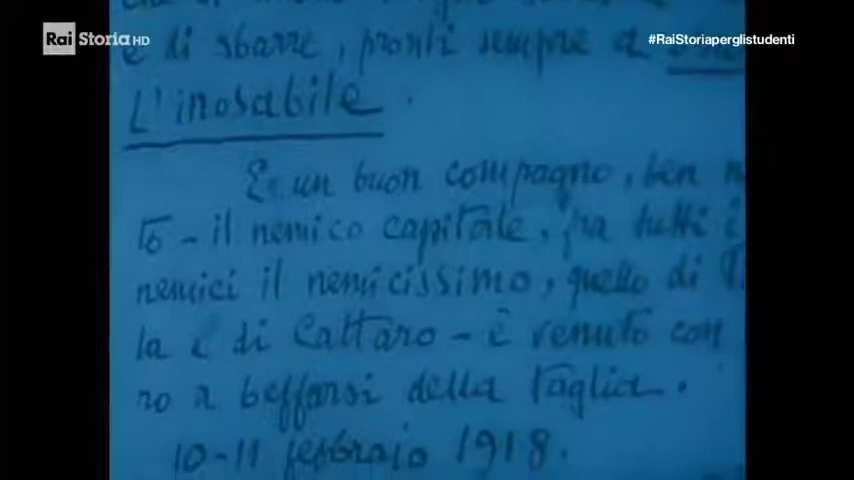 Rai Storia HD
#RaiStoriaperglistudenti
e di sbarre, pronti sempre a
L'inosabile.
E un buon compagno, ben n
to - il nemico capitale, fra tutti i
nemici il nemicissimo, quello di
la e di Cattaro - è venuto con
ro a beffarsi della taglia.
10-11 febbraio 1918.